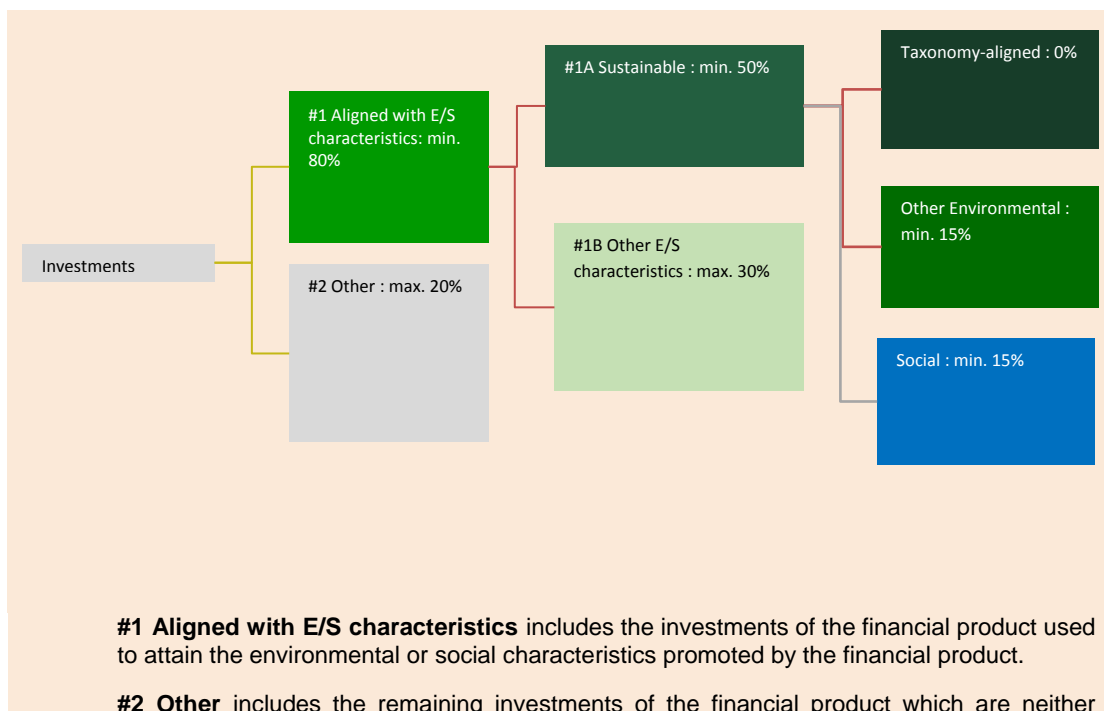 Investments
#1 Aligned with E/S
characteristics: min.
80%
#2 Other : max. 20%
#1A Sustainable : min. 50%
#1B Other E/S
characteristics : max. 30%
Taxonomy-aligned : 0%
Other Environmental :
min. 15%
Social : min. 15%
#1 Aligned with E/S characteristics includes the investments of the financial product used
to attain the environmental or social characteristics promoted by the financial product.
#2 Other includes the remaining investments of the financial product which are neither